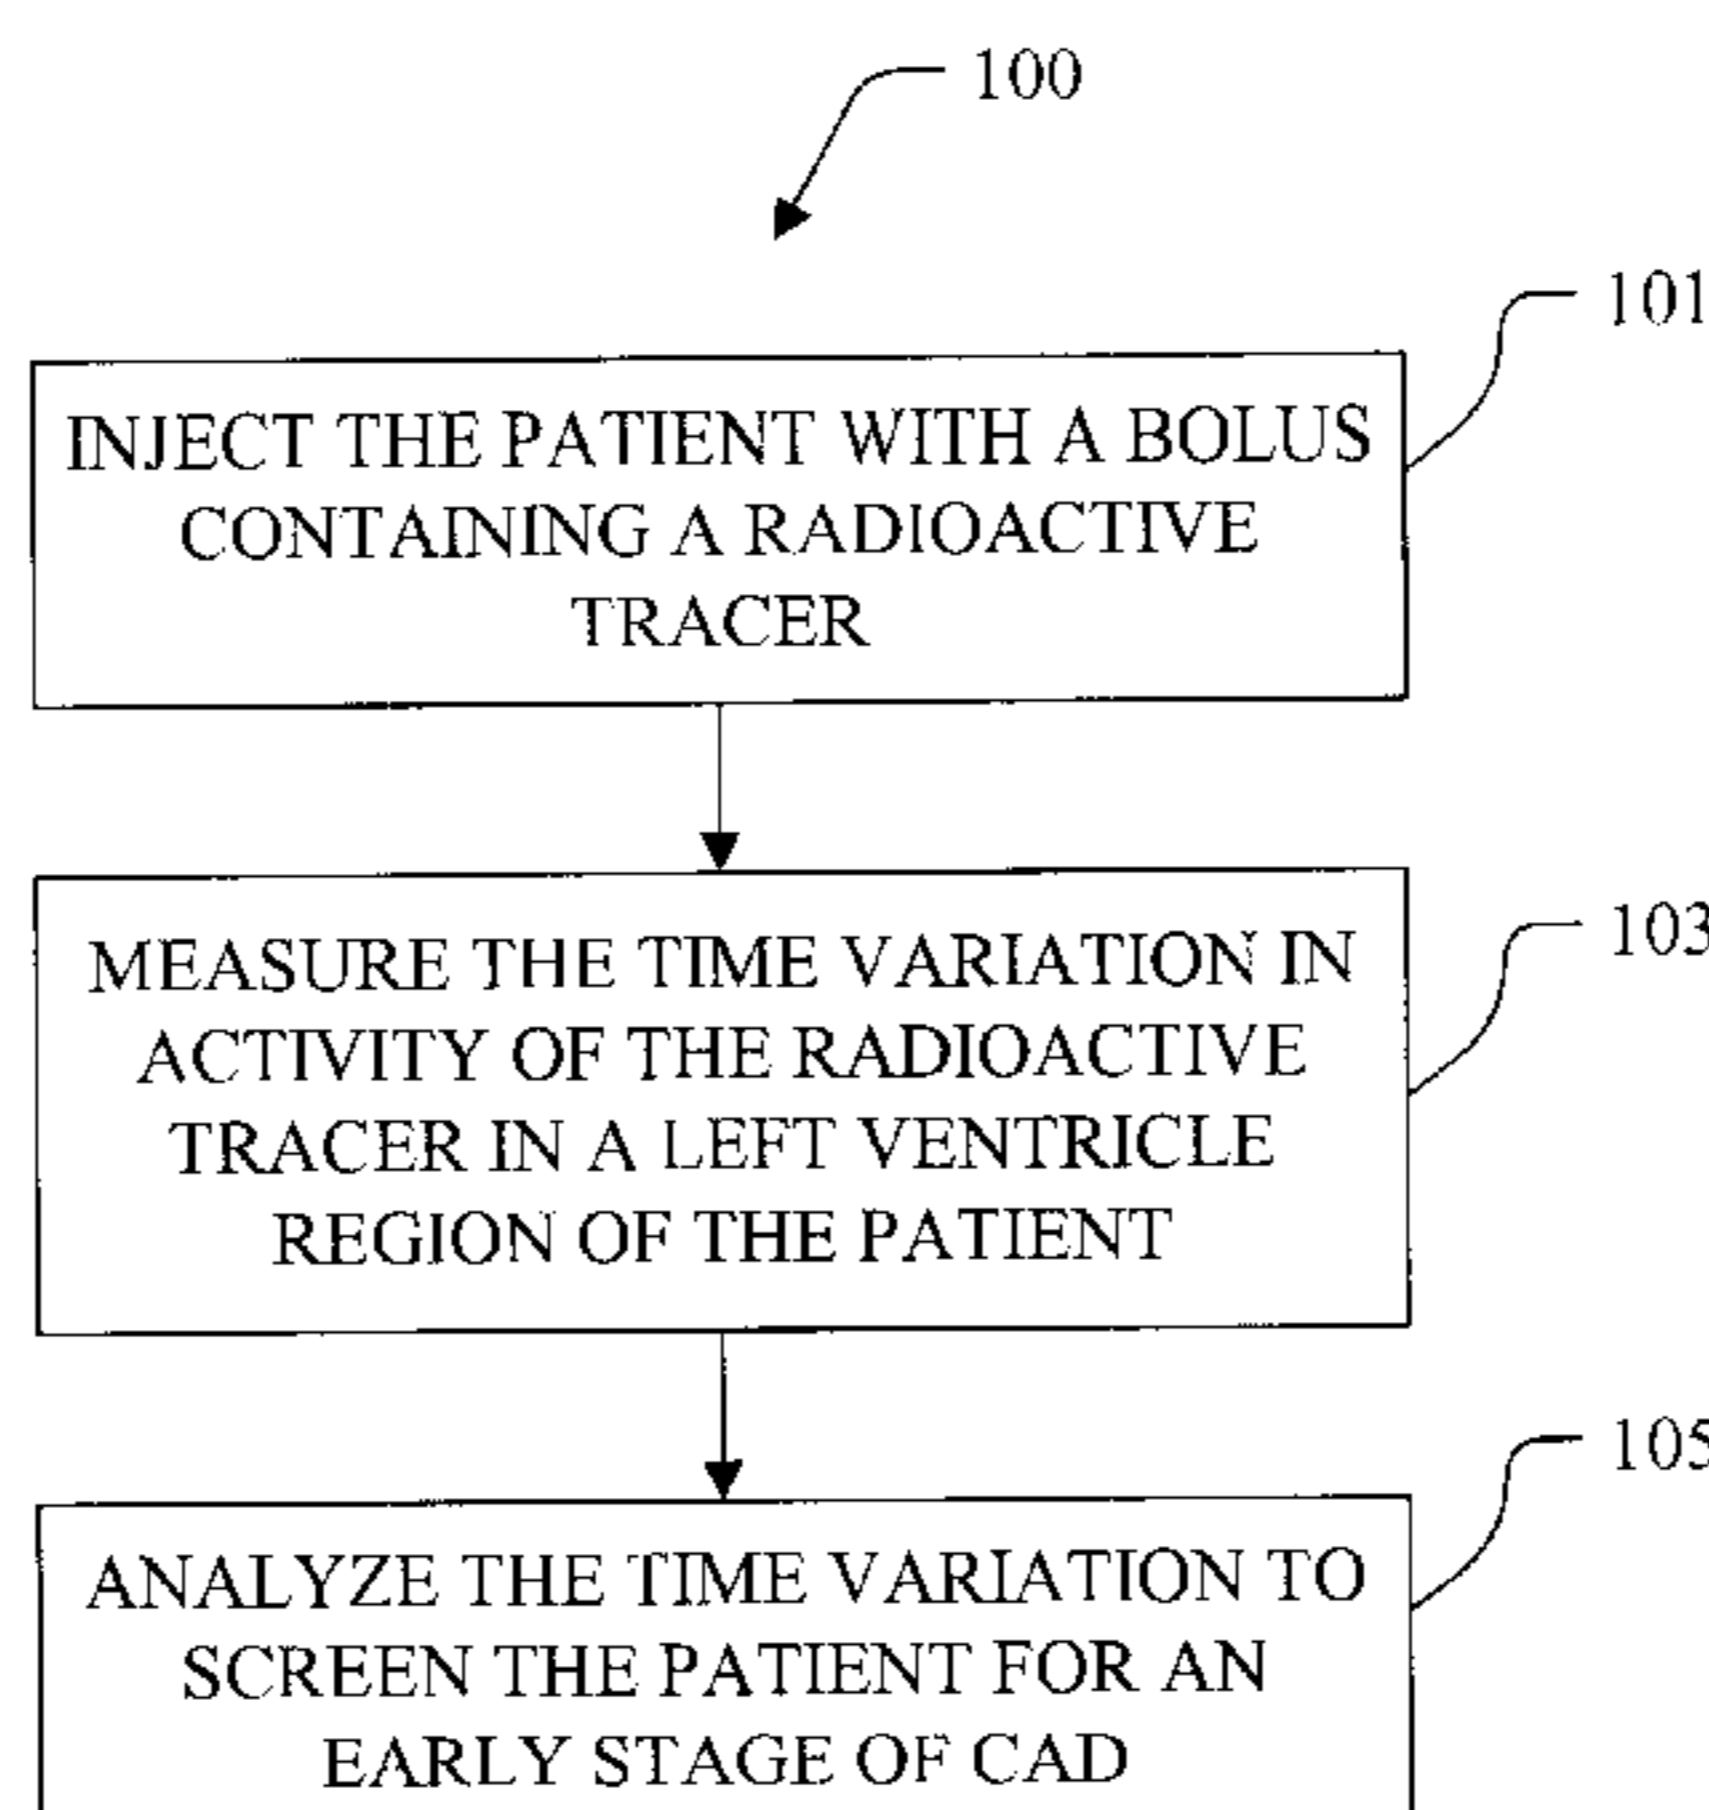 100
101
INJECT THE PATIENT WITH A BOLUS
CONTAINING A RADIOACTIVE
TRACER
103
MEASURE THE TIME VARIATION IN
ACTIVITY OF THE RADIOACTIVE
TRACER IN A LEFT VENTRICLE
REGION OF THE PATIENT
105
ANALYZE THE TIME VARIATION TO
SCREEN THE PATIENT FOR AN
EARLY STAGE OF CAD